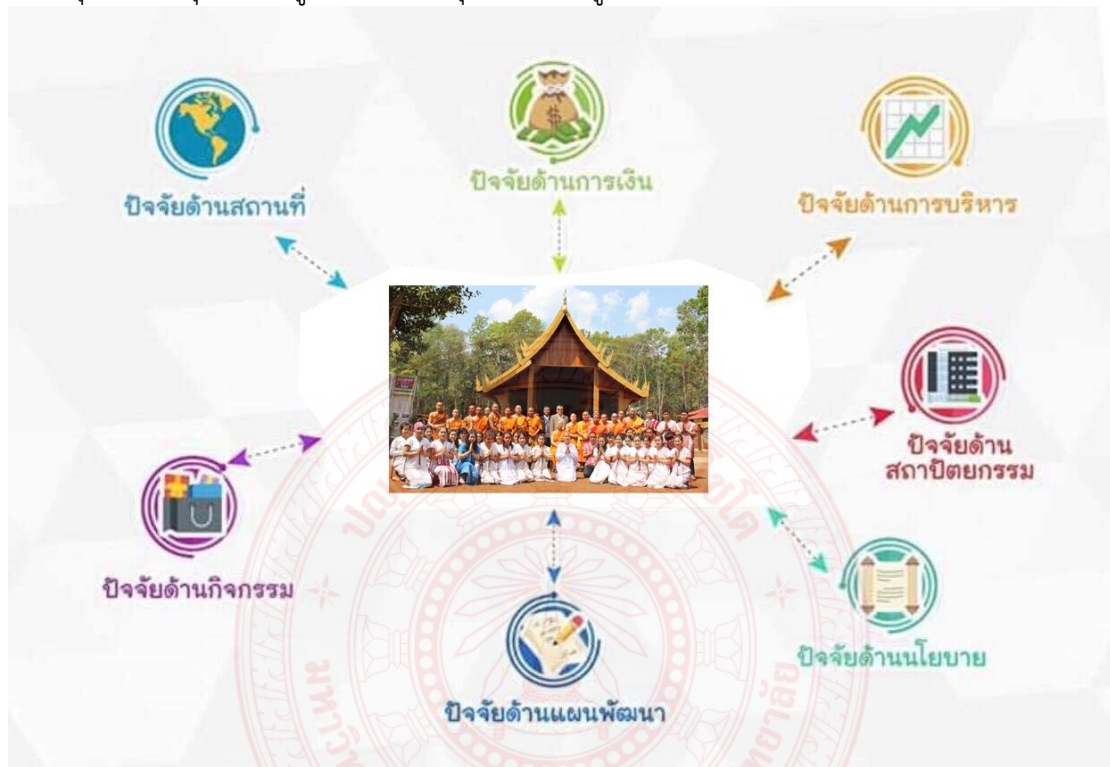 ปัจจัยด้านสถานที่
ปัจจัยด้านการเงิน
ปัจจัยด้านการบริหาร
ปัจจัยด้าน
สถาปัตยกรรม
ปัจจัยด้านกิจกรรม
ปัจจัยด้านนโยบาย
ปัจจัยด้านแผนพัฒนา